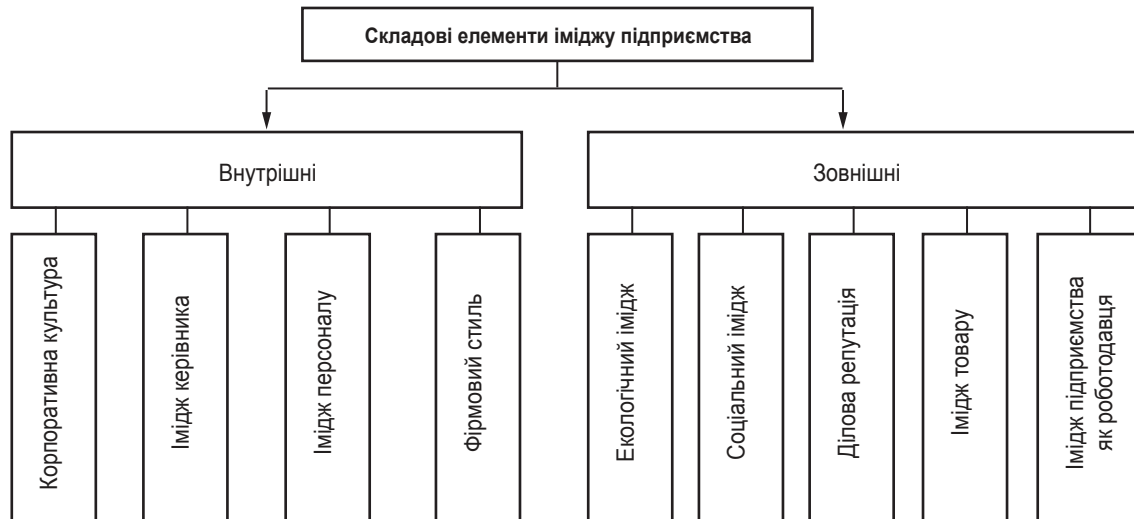 Складові елементи іміджу підприємства
Внутрішні
Зовнішні
Корпоративна культура
Імідж керівника
Імідж персоналу
Фірмовий стиль
Екологічний імідж
Соціальний імідж
Ділова репутація
Імідж товару
Імідж підприємства
як роботодавця